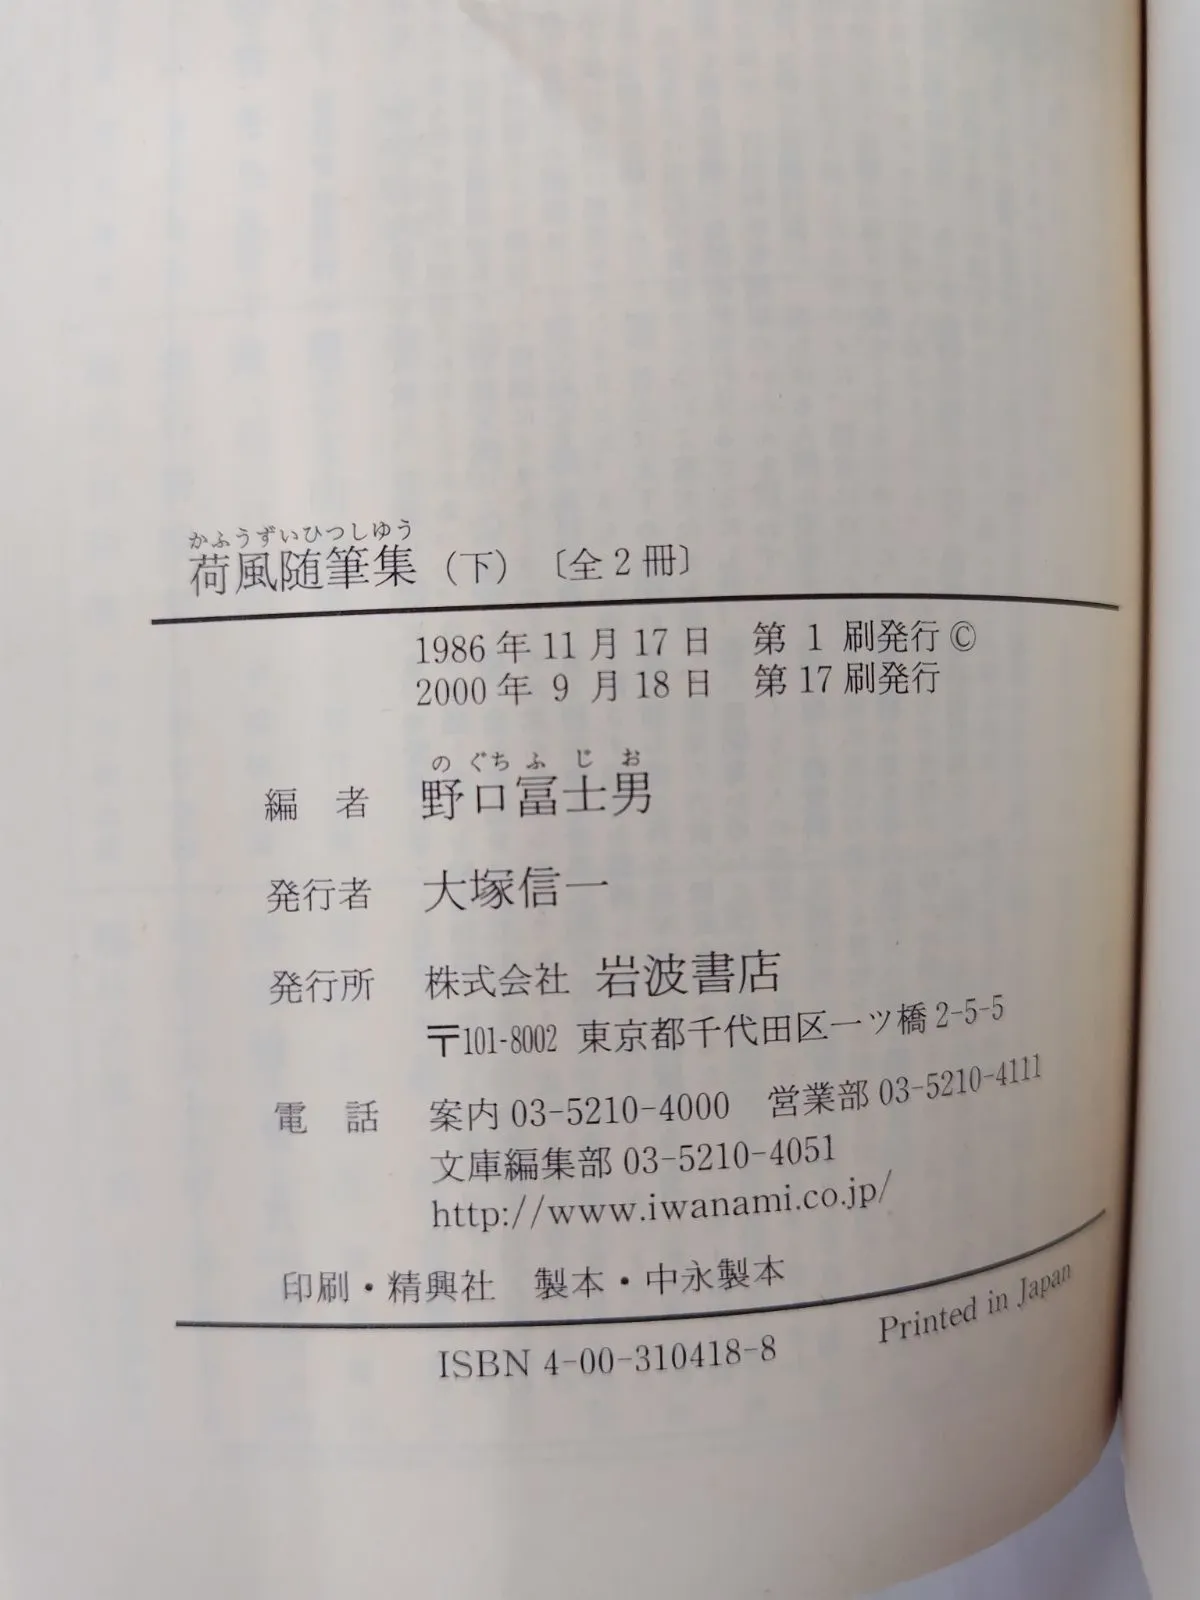 かふうずいひつしゆう
荷風随筆集(下)〔全2冊〕
1986年11月17日 第1刷発行©
2000年9月18日 第17刷発行
のぐちふじお
編者 野口冨士男
発行者 大塚信一
発行所 株式会社 岩波書店
〒101-8002 東京都千代田区一ツ橋2-5-5
電話 案内 03-5210-4000 営業部 03-5210-4111
文庫編集部 03-5210-4051
http://www.iwanami.co.jp/
印刷・精興社 製本・中永製本
ISBN 4-00-310418-8 Printed in Japan